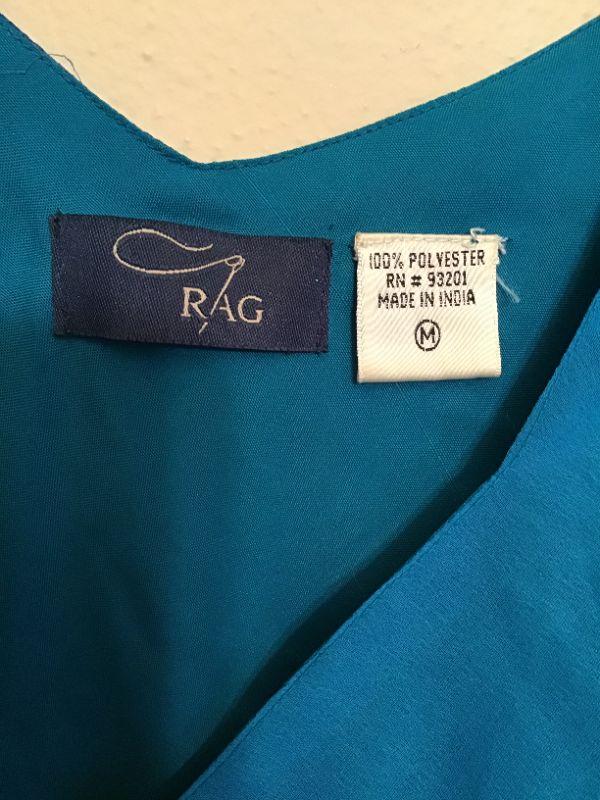 RAG
100% POLYESTER
RN # 93201
MADE IN INDIA
M